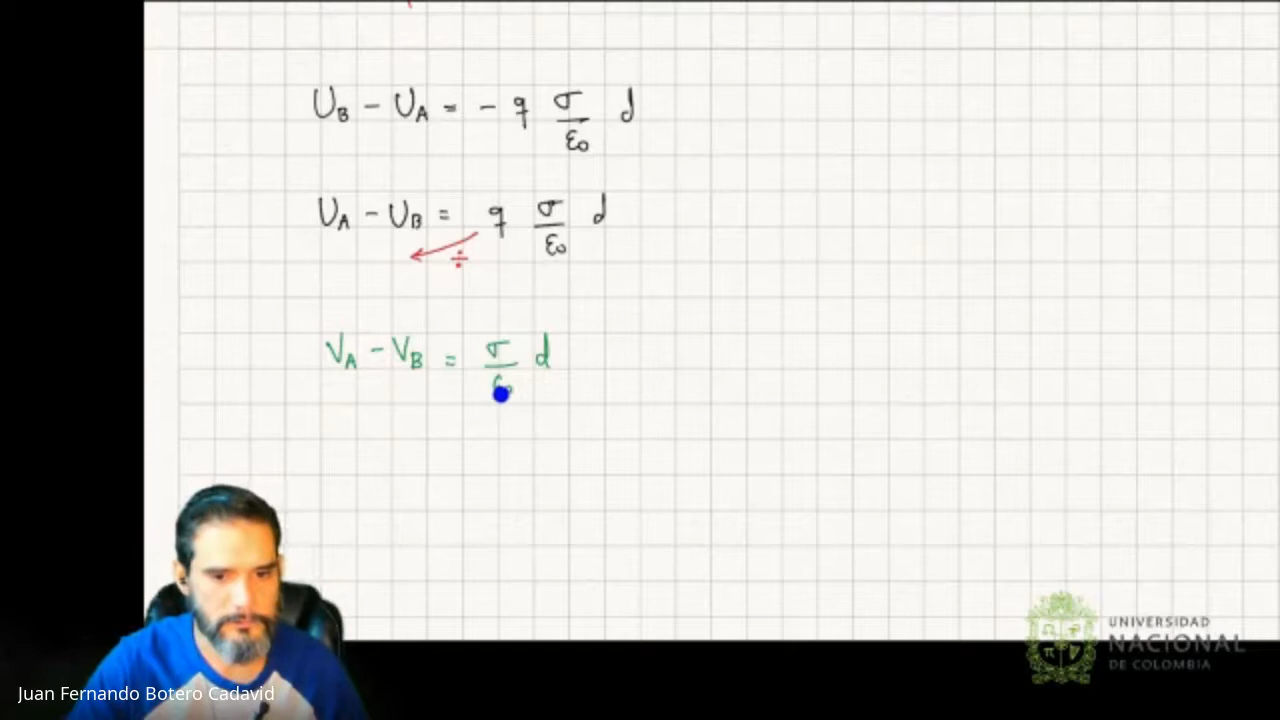 U_B - U_A = - q σ/ε₀ d
U_A - U_B = q σ/ε₀ d
÷
V_A - V_B = σ/ε₀ d
UNIVERSIDAD
NACIONAL
DE COLOMBIA
Juan Fernando Botero Cadavid